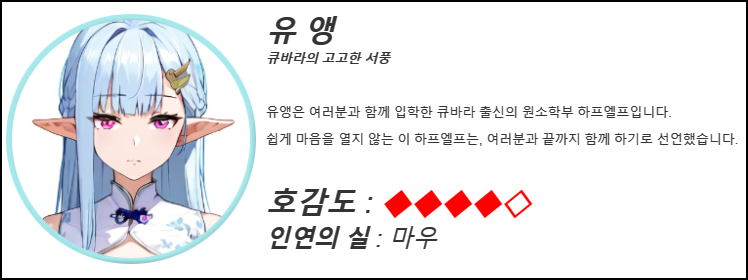 유 앵
큐바라의 고고한 서풍
유앵은 여러분과 함께 입학한 큐바라 출신의 원소학부 하프엘프입니다.
쉽게 마음을 열지 않는 이 하프엘프는, 여러분과 끝까지 함께 하기로 선언했습니다.
호감도 : ◆◆◆◆◇
인연의 실 : 마우